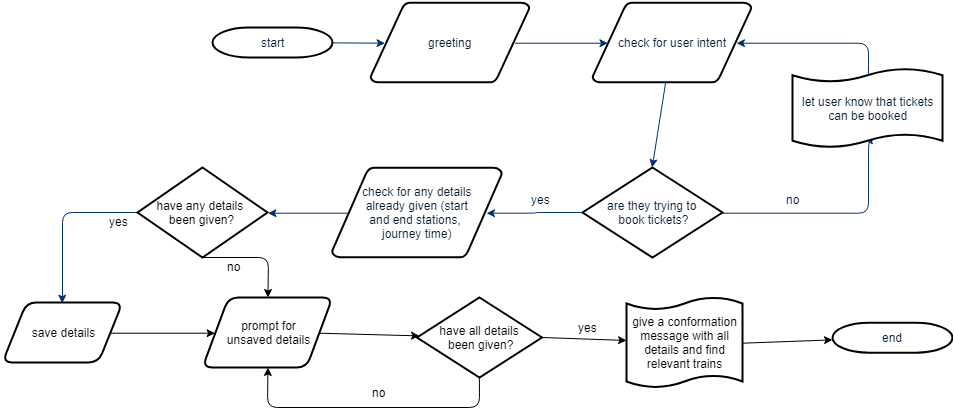 start
greeting
check for user intent
let user know that tickets
can be booked
are they trying to
book tickets?
no
yes
check for any details
already given (start
and end stations,
journey time)
have any details
been given?
yes
no
save details
prompt for
unsaved details
have all details
been given?
no
yes
give a conformation
message with all
details and find
relevant trains
end